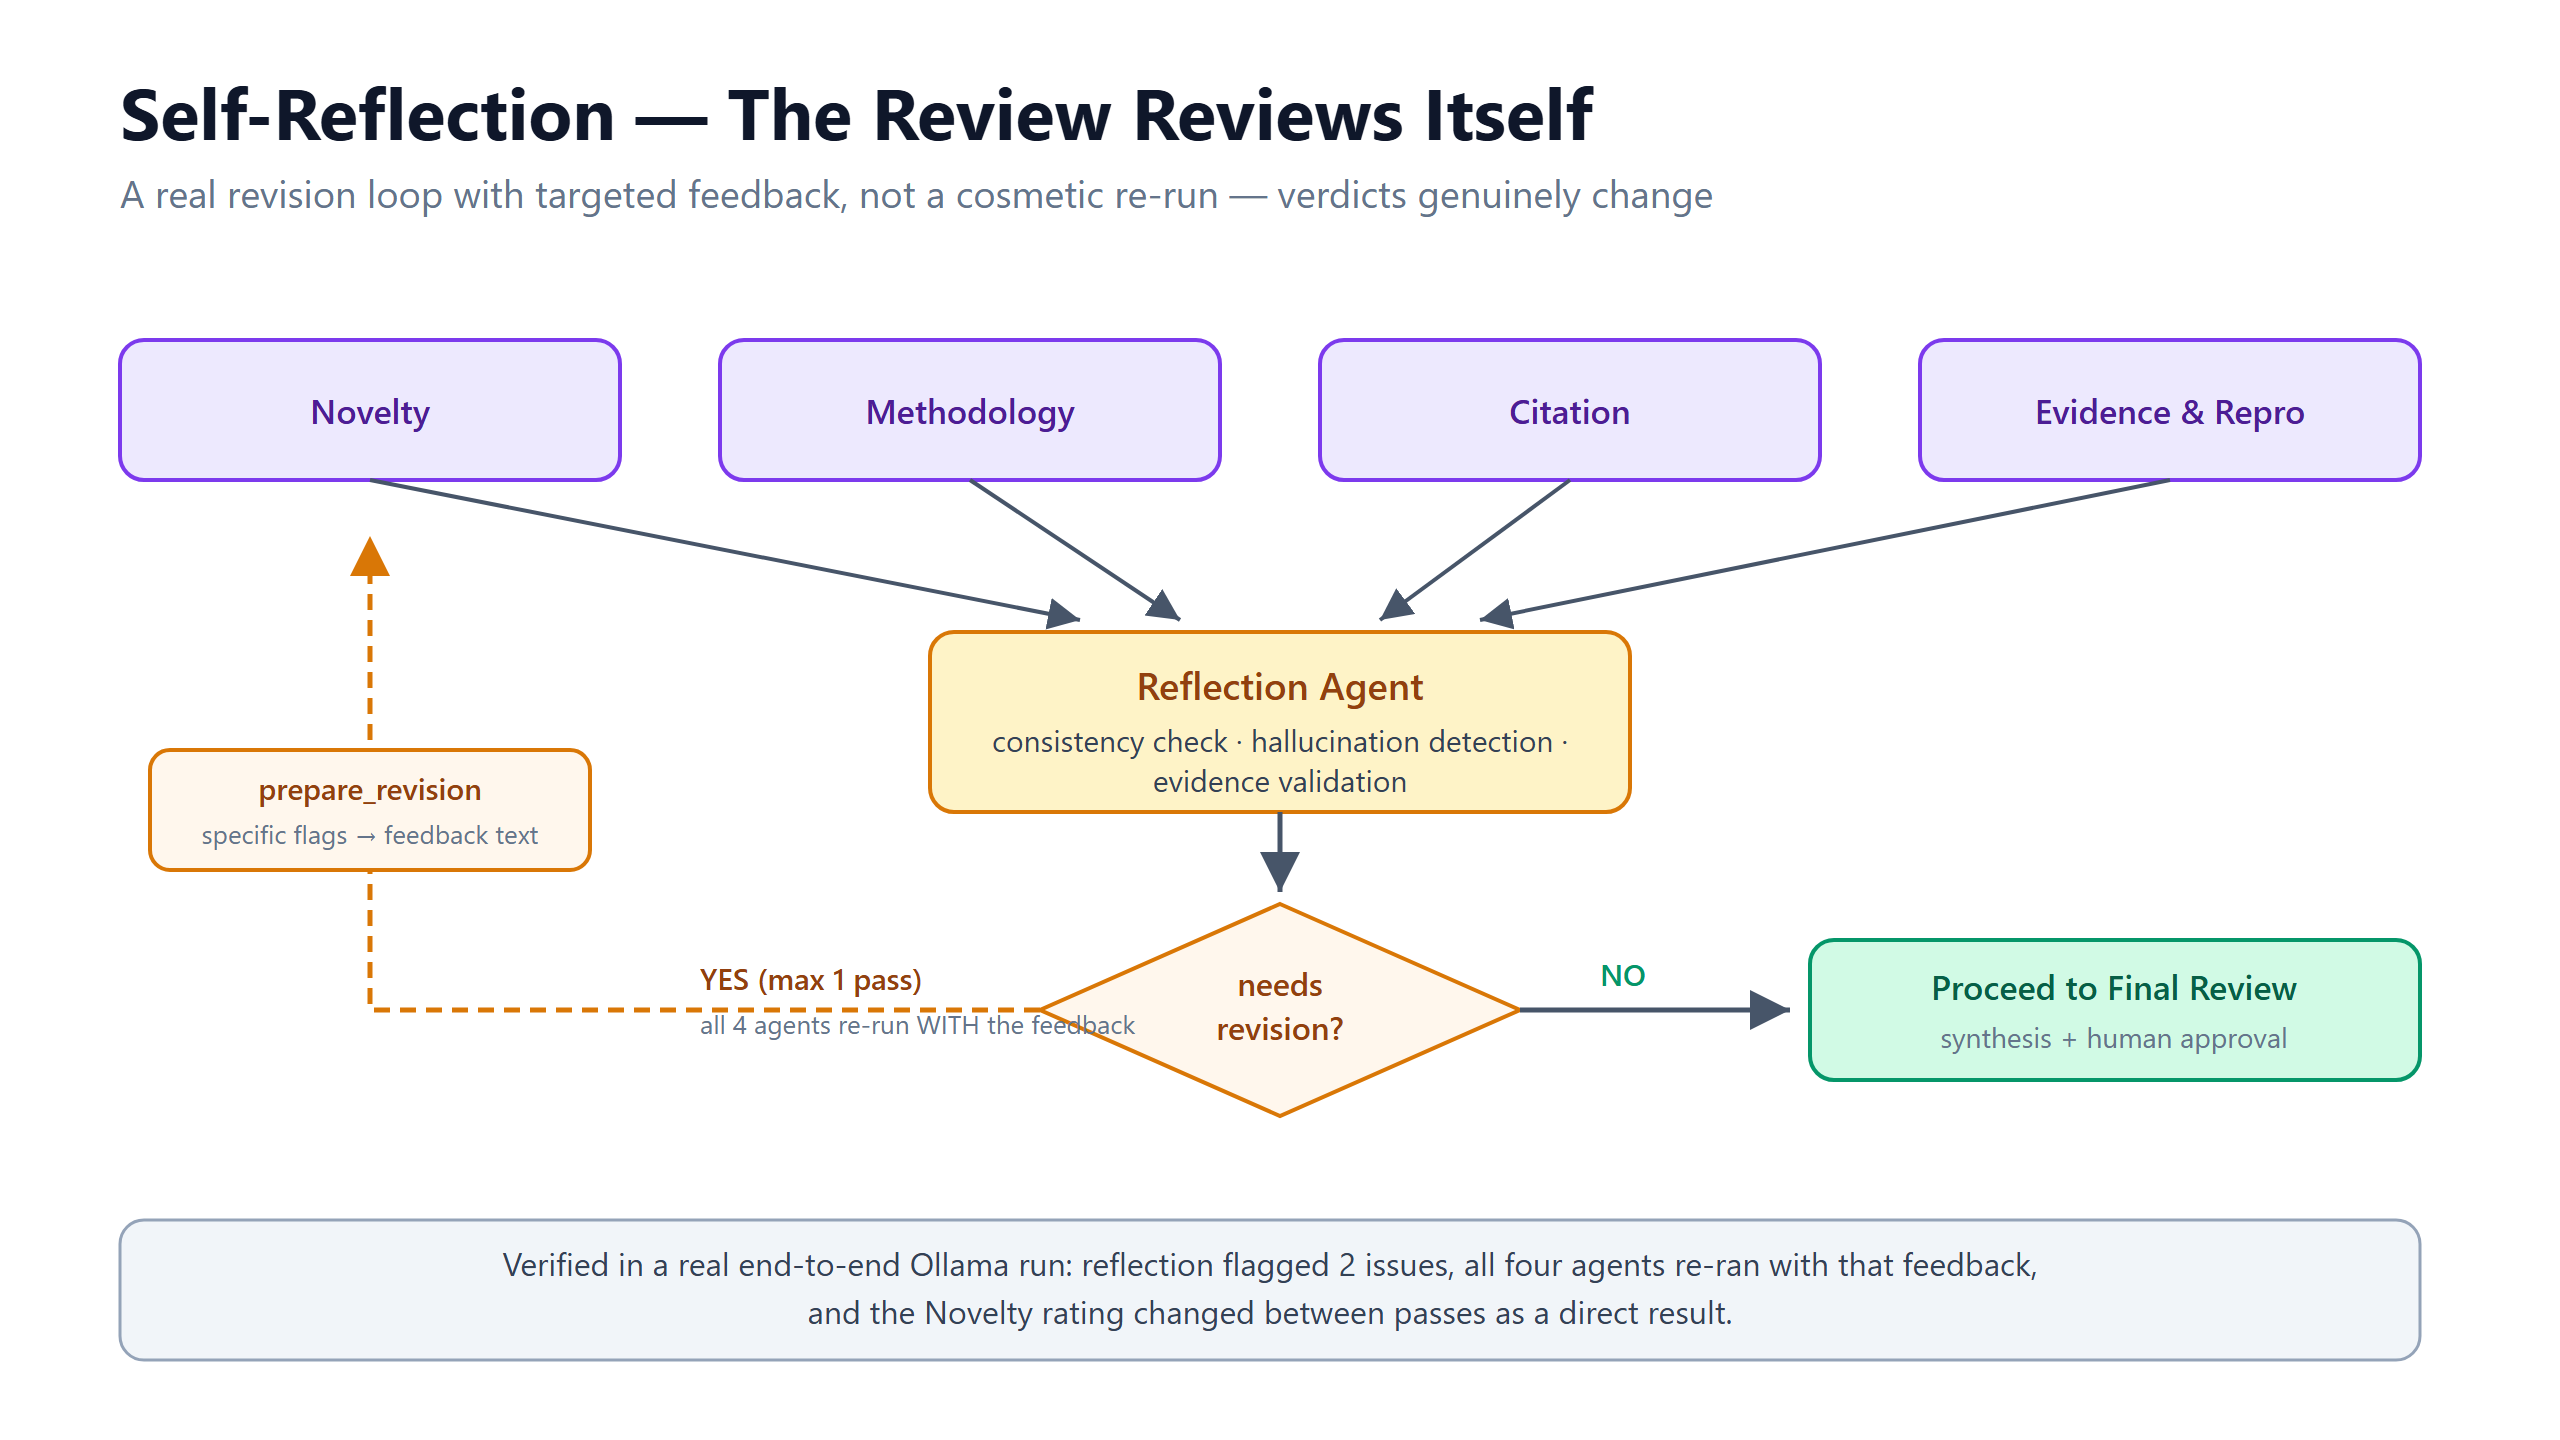 Self-Reflection — The Review Reviews Itself
A real revision loop with targeted feedback, not a cosmetic re-run — verdicts genuinely change
Novelty
Methodology
Citation
Evidence & Repro
Reflection Agent
consistency check · hallucination detection ·
evidence validation
prepare_revision
specific flags → feedback text
YES (max 1 pass)
all 4 agents re-run WITH the feedback
needs
revision?
NO
Proceed to Final Review
synthesis + human approval
Verified in a real end-to-end Ollama run: reflection flagged 2 issues, all four agents re-ran with that feedback,
and the Novelty rating changed between passes as a direct result.